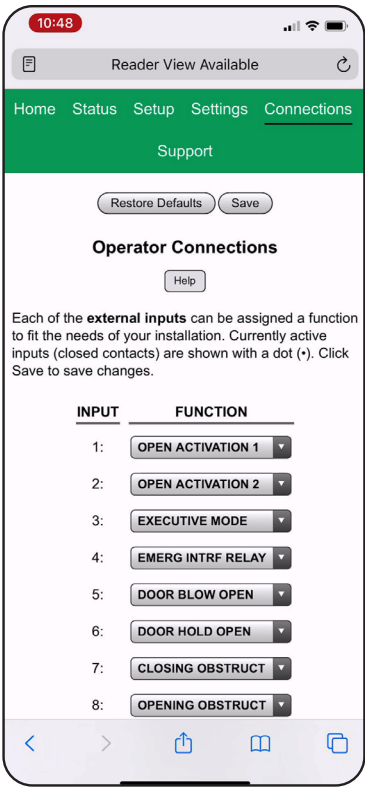 10:48
Reader View Available
Home Status Setup Settings Connections
Support
Restore Defaults Save
Operator Connections
Help
Each of the external inputs can be assigned a function
to fit the needs of your installation. Currently active
inputs (closed contacts) are shown with a dot (•). Click
Save to save changes.
INPUT FUNCTION
1: OPEN ACTIVATION 1
2: OPEN ACTIVATION 2
3: EXECUTIVE MODE
4: EMERG INTRF RELAY
5: DOOR BLOW OPEN
6: DOOR HOLD OPEN
7: CLOSING OBSTRUCT
8: OPENING OBSTRUCT